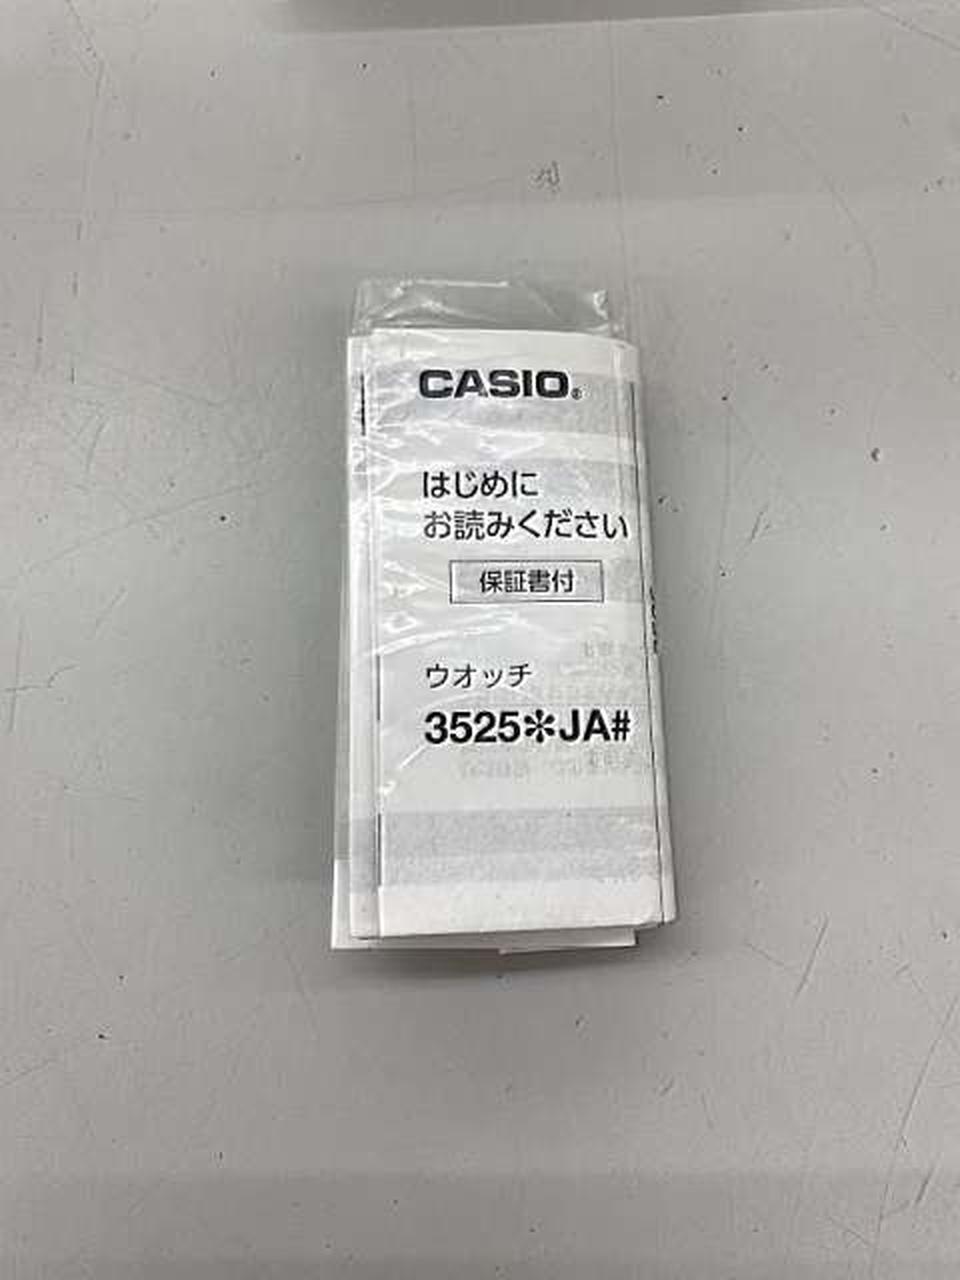 CASIO®
はじめに
お読みください
保証書付
ウオッチ
3525✻JA#